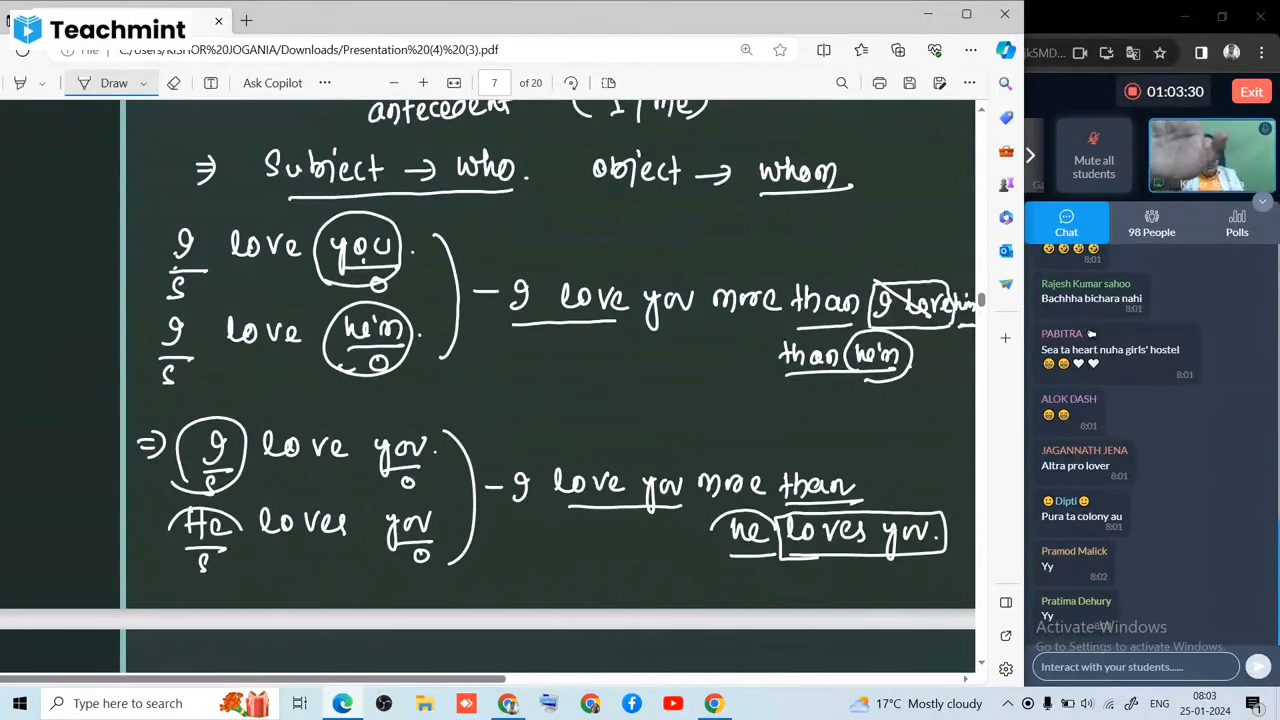 Teachmint
File C:/Users/KISHOR%20JOGANIA/Downloads/Presentation%20(4)%20(3).pdf
Draw
Ask Copilot
7 of 20
01:03:30
Exit
Mute all students
antecedent (I / me)
⇒ Subject → who. object → whom
I love you.
S O
I love him.
S O
– I love you more than I love him
than him
⇒ I love you.
S O
He loves you
S O
– I love you more than
he loves you.
Chat
98 People
Polls
8:01
Rajesh Kumar sahoo
Bachhha bichara nahi
8:01
PABITRA
Sea ta heart nuha girls' hostel
8:01
ALOK DASH
8:01
JAGANNATH JENA
Altra pro lover
8:01
Dipti :
Pura ta colony au
8:01
Pramod Malick
Yy
8:02
Pratima Dehury
Yy
Activate Windows
Go to Settings to activate Windows.
Interact with your students......
Type here to search
17°C Mostly cloudy
08:03
25-01-2024